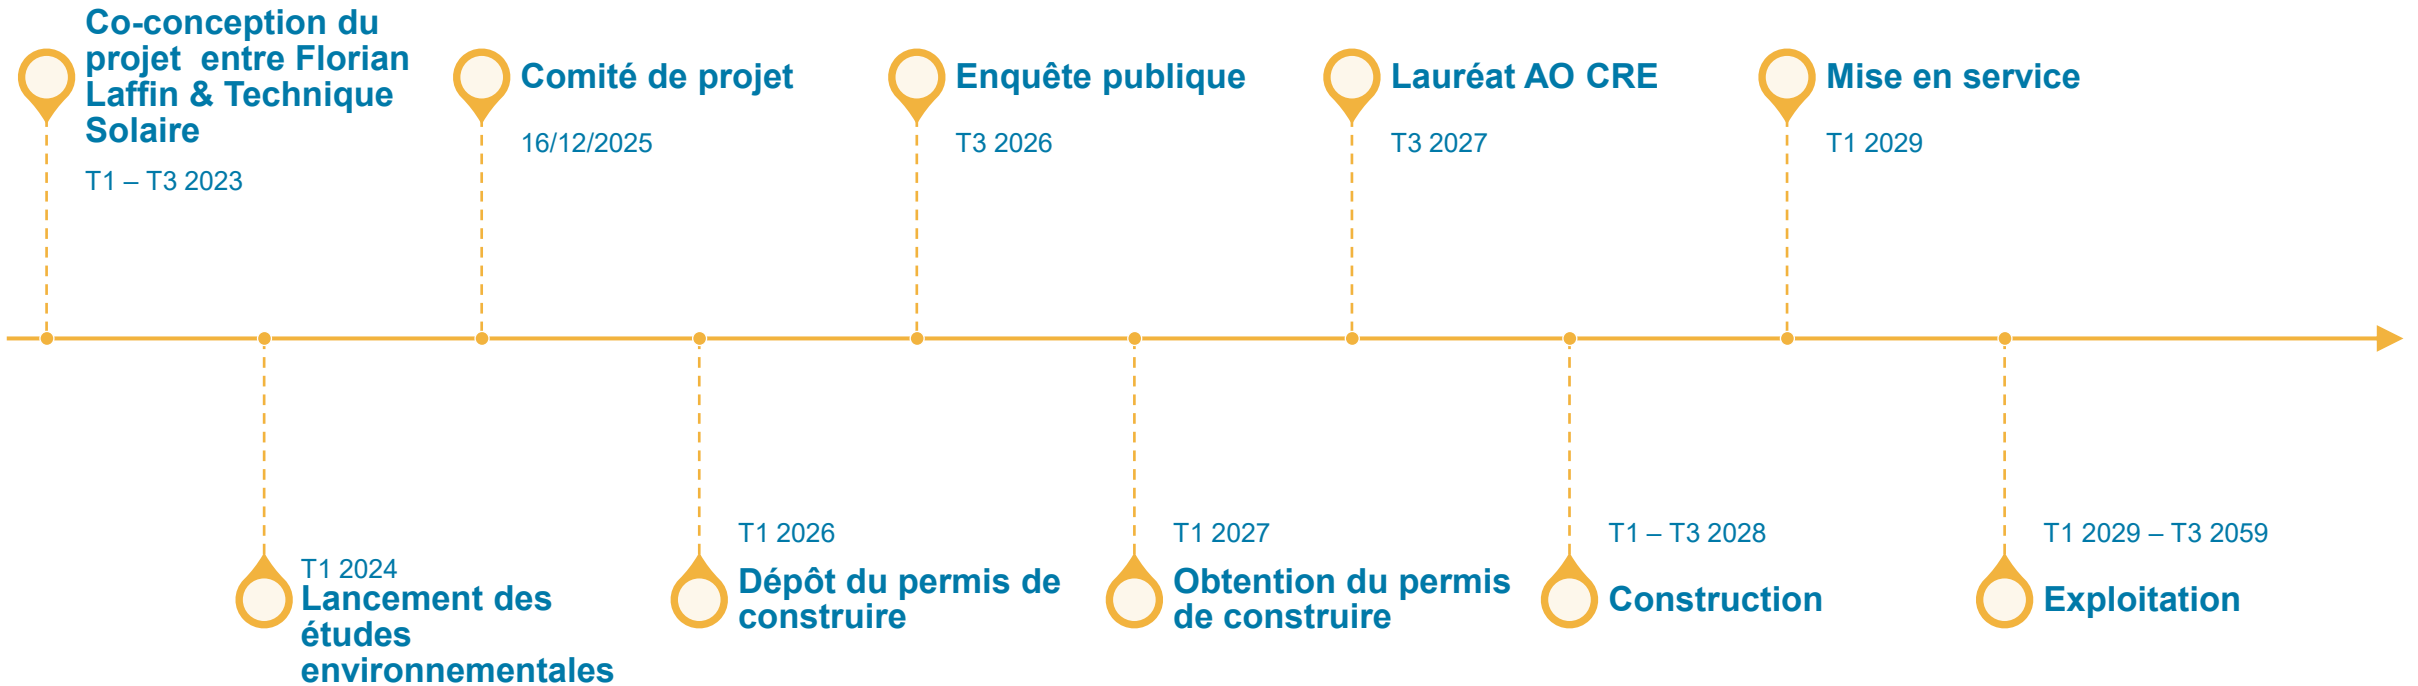 Co-conception du
projet  entre Florian
Laffin & Technique
Solaire
T1 – T3 2023
Comité de projet
16/12/2025
Enquête publique
T3 2026
Lauréat AO CRE
T3 2027
Mise en service
T1 2029
T1 2024
Lancement des
études
environnementales
T1 2026
Dépôt du permis de
construire
T1 2027
Obtention du permis
de construire
T1 – T3 2028
Construction
T1 2029 – T3 2059
Exploitation